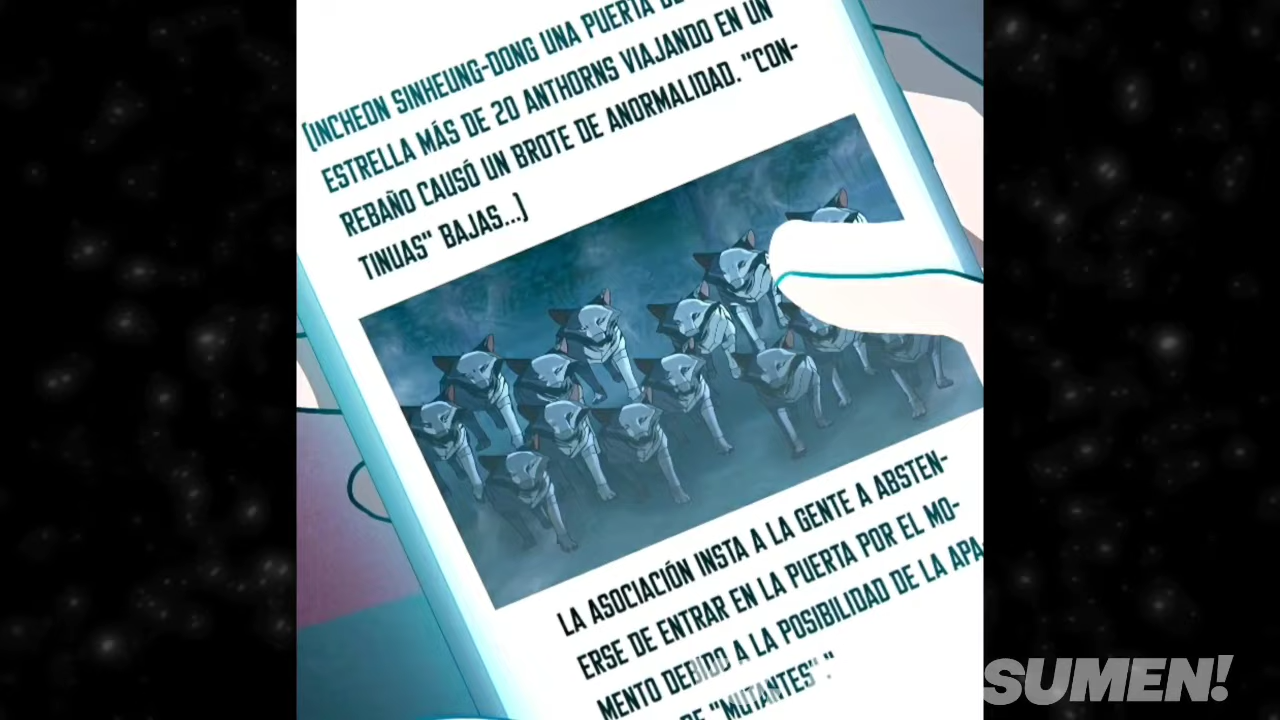 [INCHEON SINHEUNG-DONG UNA PUERTA DE
ESTRELLA MÁS DE 20 ANTHORNS VIAJANDO EN UN
REBAÑO CAUSÓ UN BROTE DE ANORMALIDAD. "CON-
TINUAS" BAJAS...]
LA ASOCIACIÓN INSTA A LA GENTE A ABSTEN-
ERSE DE ENTRAR EN LA PUERTA POR EL MO-
MENTO DEBIDO A LA POSIBILIDAD DE LA APA-
DE "MUTANTES"."
SUMEN!